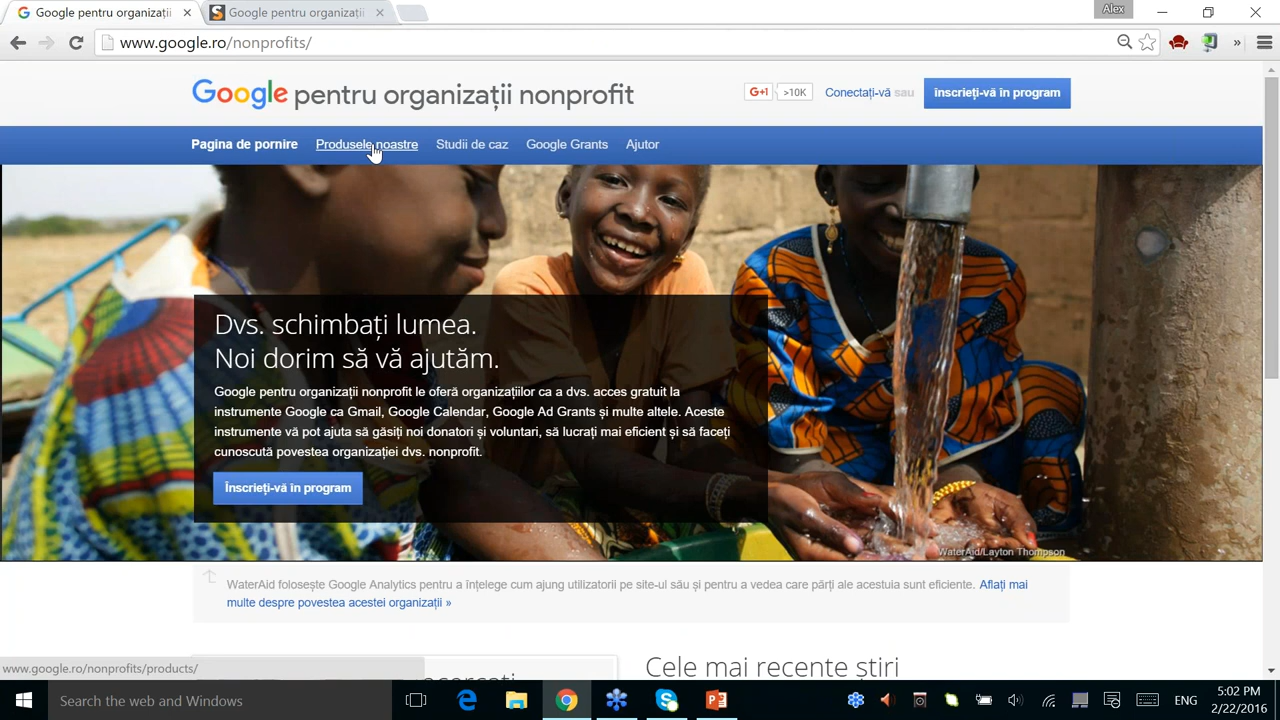 Google pentru organizații
Google pentru organizații
Alex
www.google.ro/nonprofits/
Google pentru organizații nonprofit
G+1 >10K Conectați-vă sau Înscrieți-vă în program
Pagina de pornire Produsele noastre Studii de caz Google Grants Ajutor
Dvs. schimbați lumea.
Noi dorim să vă ajutăm.
Google pentru organizații nonprofit le oferă organizațiilor ca a dvs. acces gratuit la
instrumente Google ca Gmail, Google Calendar, Google Ad Grants și multe altele. Aceste
instrumente vă pot ajuta să găsiți noi donatori și voluntari, să lucrați mai eficient și să faceți
cunoscută povestea organizației dvs. nonprofit.
Înscrieți-vă în program
WaterAid/Layton Thompson
WaterAid folosește Google Analytics pentru a înțelege cum ajung utilizatorii pe site-ul său și pentru a vedea care părți ale acestuia sunt eficiente. Aflați mai
multe despre povestea acestei organizații »
Cele mai recente știri
www.google.ro/nonprofits/products/
Search the web and Windows
ENG
5:02 PM
2/22/2016